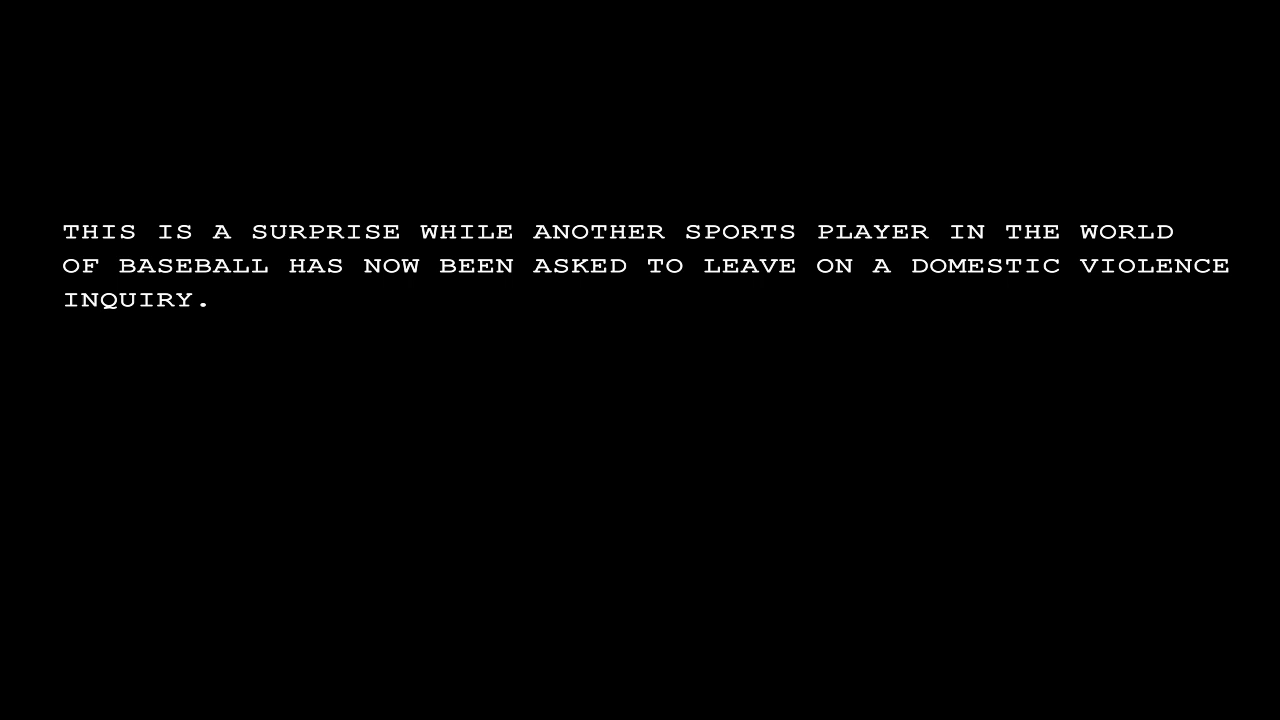 THIS IS A SURPRISE WHILE ANOTHER SPORTS PLAYER IN THE WORLD
OF BASEBALL HAS NOW BEEN ASKED TO LEAVE ON A DOMESTIC VIOLENCE
INQUIRY.